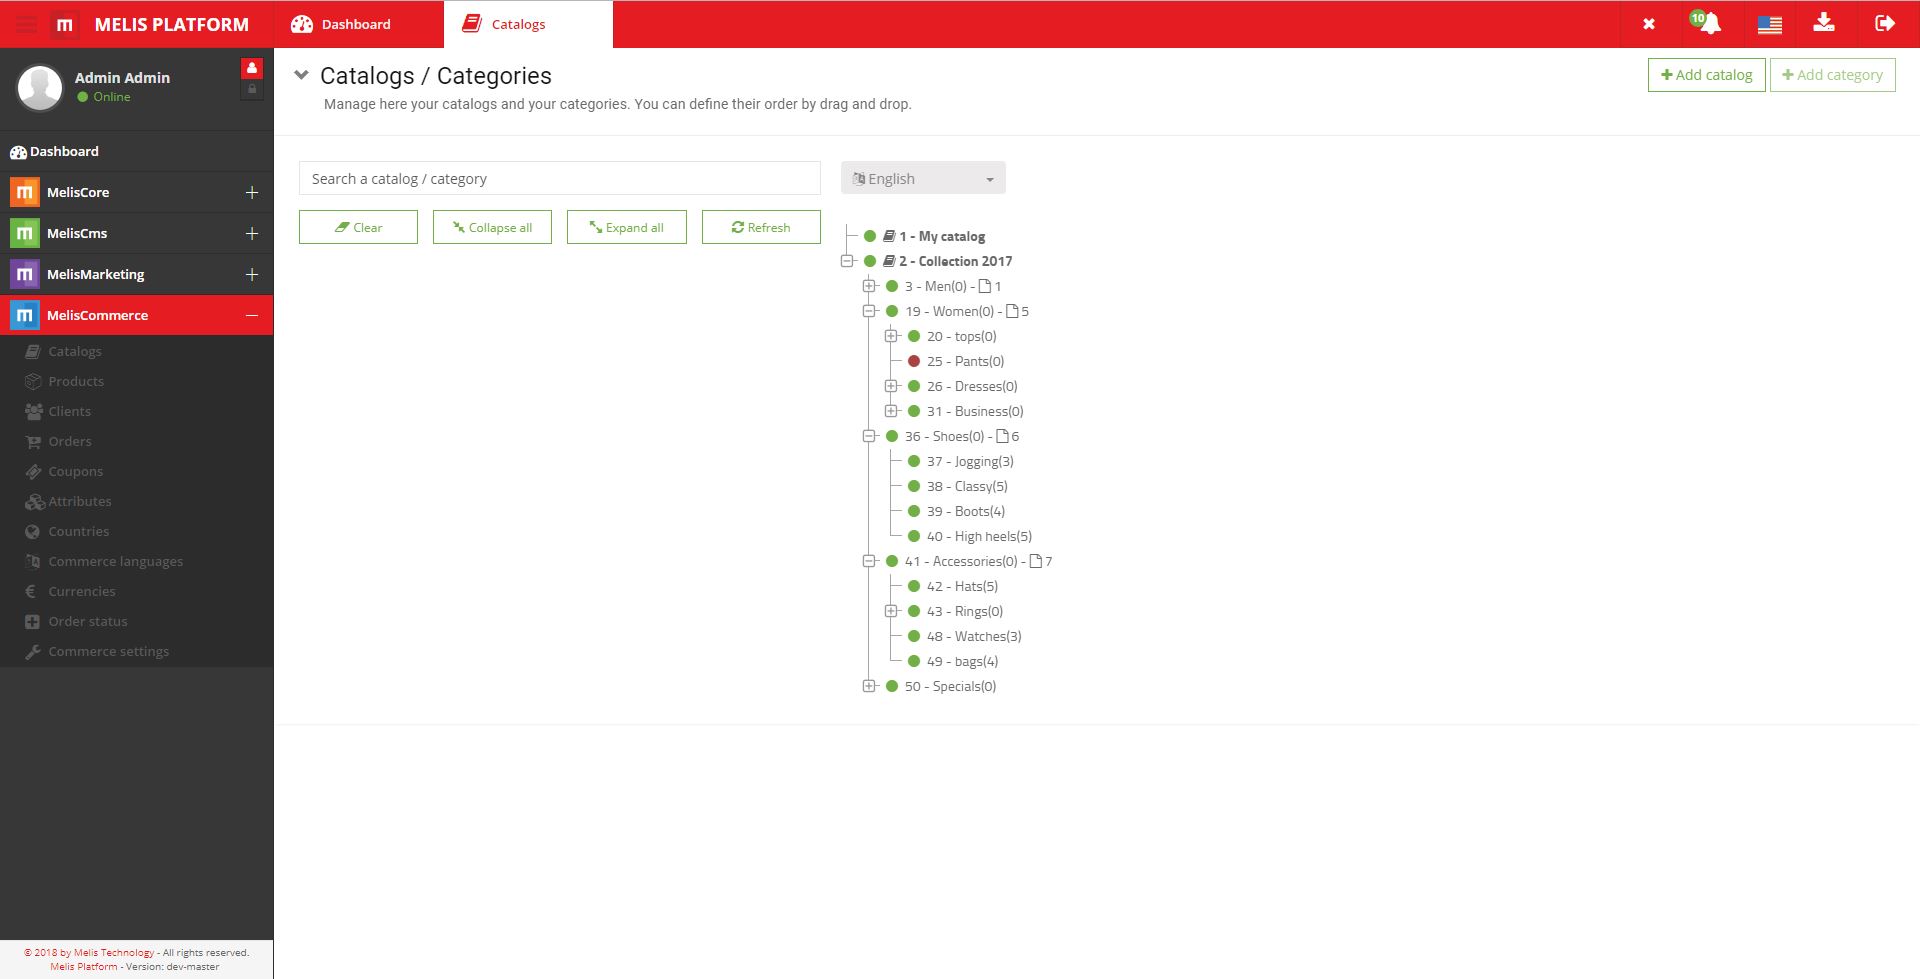 m MELIS PLATFORM
Dashboard
Catalogs
10
Admin Admin
Online
Dashboard
m MelisCore
m MelisCms
m MelisMarketing
m MelisCommerce
Catalogs
Products
Clients
Orders
Coupons
Attributes
Countries
Commerce languages
Currencies
Order status
Commerce settings
© 2018 by Melis Technology - All rights reserved.
Melis Platform - Version: dev-master
Catalogs / Categories
Manage here your catalogs and your categories. You can define their order by drag and drop.
Add catalog
Add category
Search a catalog / category
Clear
Collapse all
Expand all
Refresh
English
1 - My catalog
2 - Collection 2017
3 - Men(0) - 1
19 - Women(0) - 5
20 - tops(0)
25 - Pants(0)
26 - Dresses(0)
31 - Business(0)
36 - Shoes(0) - 6
37 - Jogging(3)
38 - Classy(5)
39 - Boots(4)
40 - High heels(5)
41 - Accessories(0) - 7
42 - Hats(5)
43 - Rings(0)
48 - Watches(3)
49 - bags(4)
50 - Specials(0)